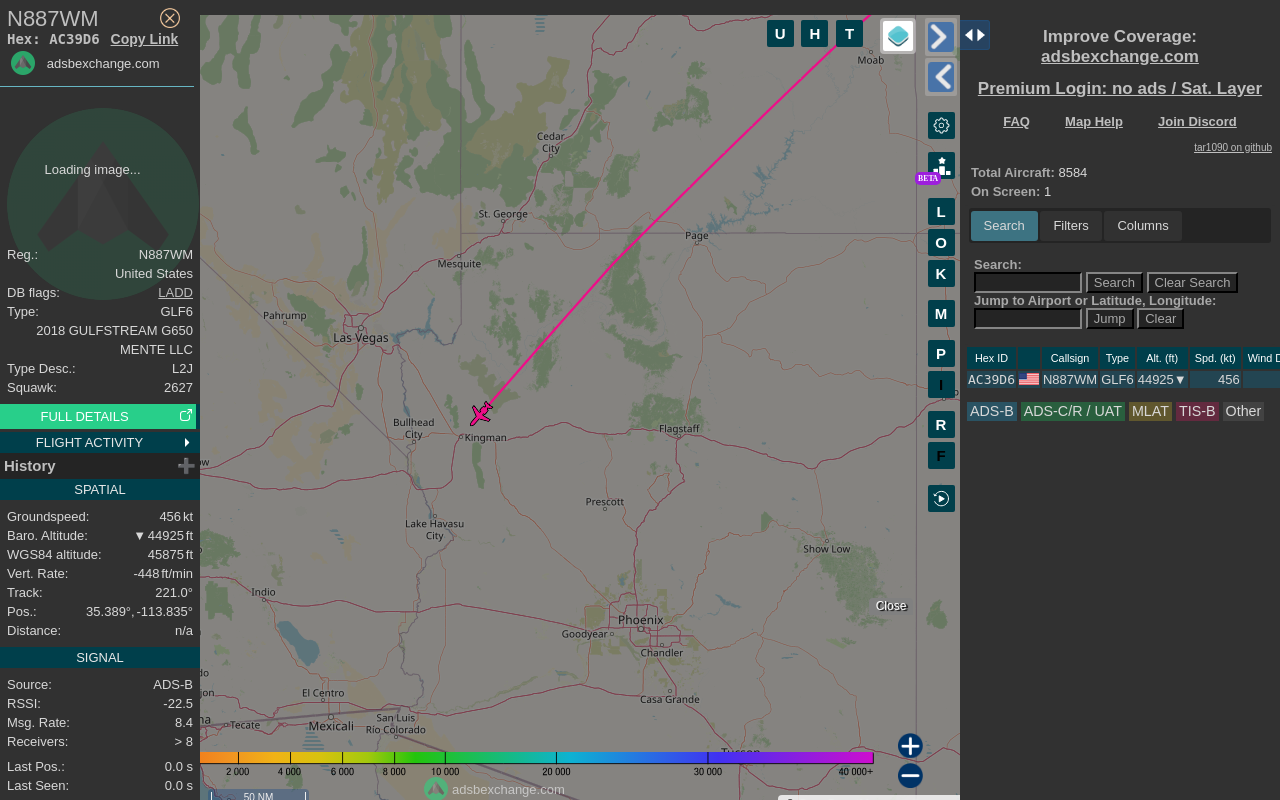 N887WM
Hex: AC39D6 Copy Link
adsbexchange.com
Loading image...
Reg.: N887WM
United States
DB flags: LADD
Type: GLF6
2018 GULFSTREAM G650
MENTE LLC
Type Desc.: L2J
Squawk: 2627
FULL DETAILS
FLIGHT ACTIVITY
History
SPATIAL
Groundspeed: 456 kt
Baro. Altitude: ▼ 44925 ft
WGS84 altitude: 45875 ft
Vert. Rate: -448 ft/min
Track: 221.0°
Pos.: 35.389°, -113.835°
Distance: n/a
SIGNAL
Source: ADS-B
RSSI: -22.5
Msg. Rate: 8.4
Receivers: > 8
Last Pos.: 0.0 s
Last Seen: 0.0 s
U H T
Moab
Cedar
City
St. George
Page
Mesquite
Pahrump
Las Vegas
Bullhead
City
Kingman
Flagstaff
Prescott
Lake Havasu
City
Show Low
Indio
Close
Phoenix
Goodyear
Chandler
El Centro
Casa Grande
San Luis
Río Colorado
Tecate
Mexicali
Tucson
BETA
L
O
K
M
P
I
R
F
2 000 4 000 6 000 8 000 10 000 20 000 30 000 40 000+
adsbexchange.com
50 NM
Improve Coverage:
adsbexchange.com
Premium Login: no ads / Sat. Layer
FAQ Map Help Join Discord
tar1090 on github
Total Aircraft: 8584
On Screen: 1
Search Filters Columns
Search:
Search Clear Search
Jump to Airport or Latitude, Longitude:
Jump Clear
Hex ID Callsign Type Alt. (ft) Spd. (kt) Wind D
AC39D6 N887WM GLF6 44925▼ 456
ADS-B ADS-C/R / UAT MLAT TIS-B Other